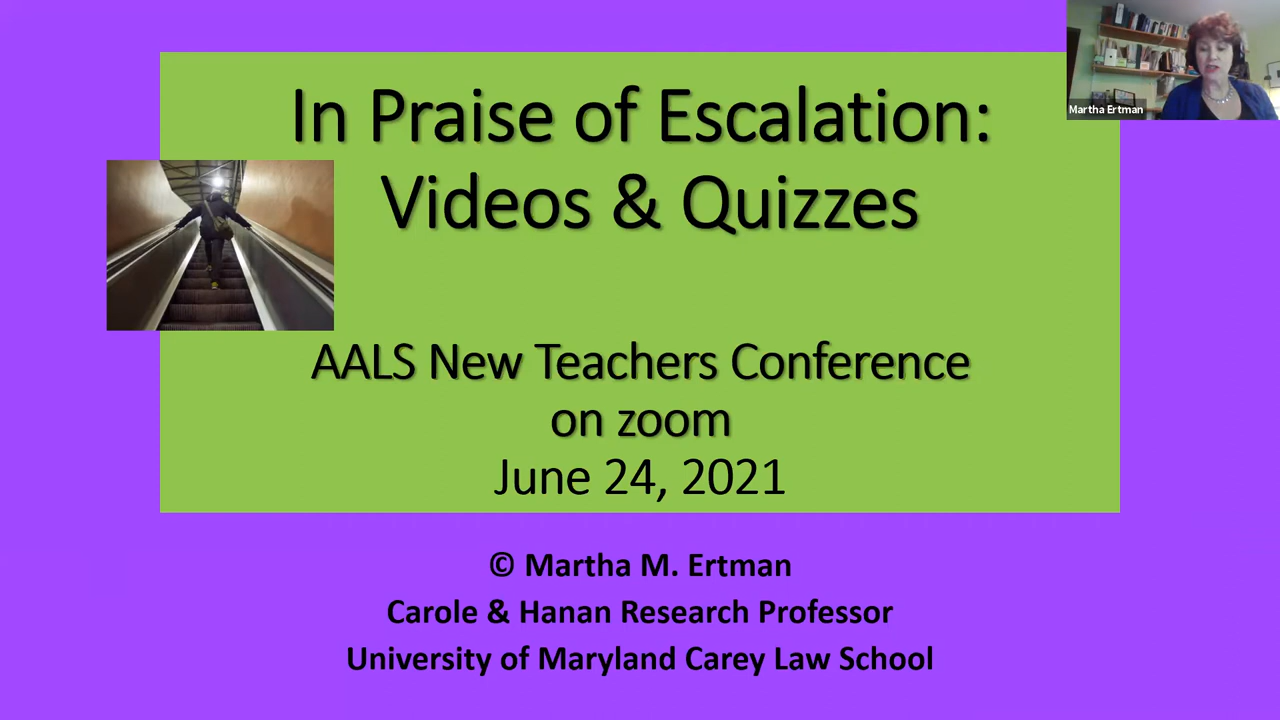 In Praise of Escalation:
Videos & Quizzes
AALS New Teachers Conference
on zoom
June 24, 2021
© Martha M. Ertman
Carole & Hanan Research Professor
University of Maryland Carey Law School
Martha Ertman